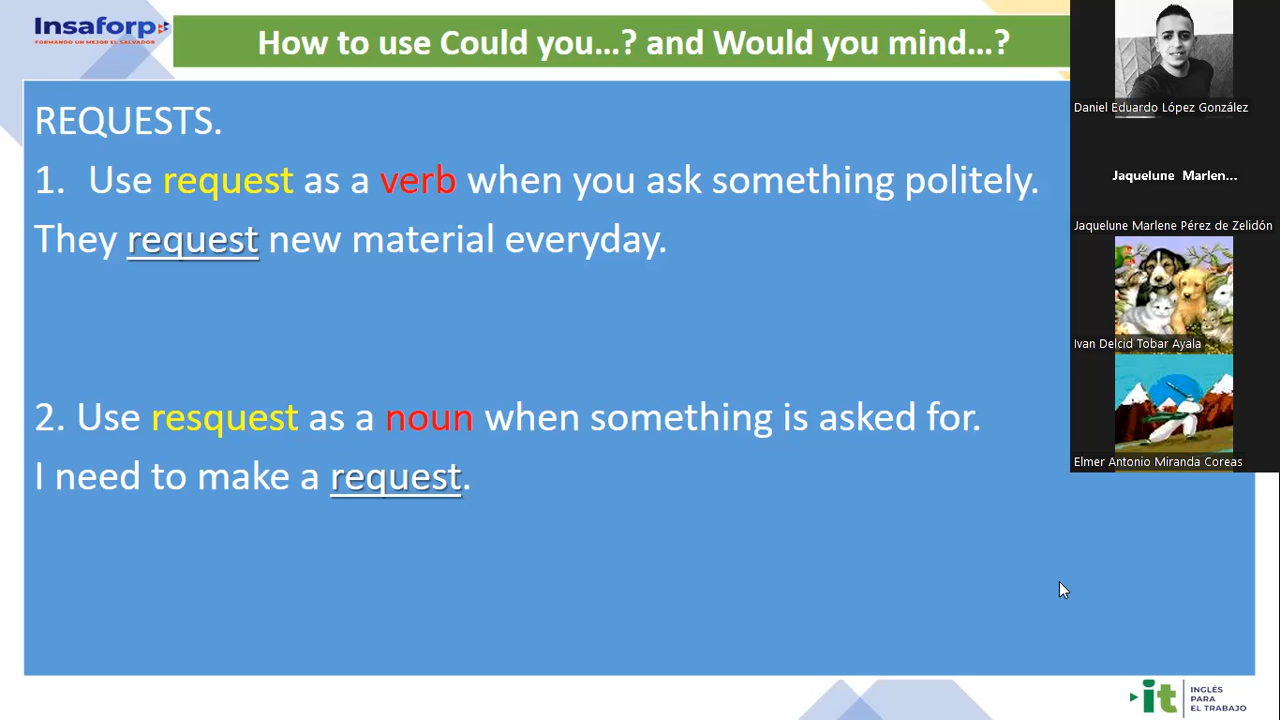 Insaforp
FORMANDO UN MEJOR EL SALVADOR
How to use Could you…? and Would you mind…?
REQUESTS.
1. Use request as a verb when you ask something politely.
They request new material everyday.
2. Use resquest as a noun when something is asked for.
I need to make a request.
Daniel Eduardo López González
Jaquelune Marlen...
Jaquelune Marlene Pérez de Zelidón
Ivan Delcid Tobar Ayala
Elmer Antonio Miranda Coreas
it
INGLÉS
PARA
EL TRABAJO